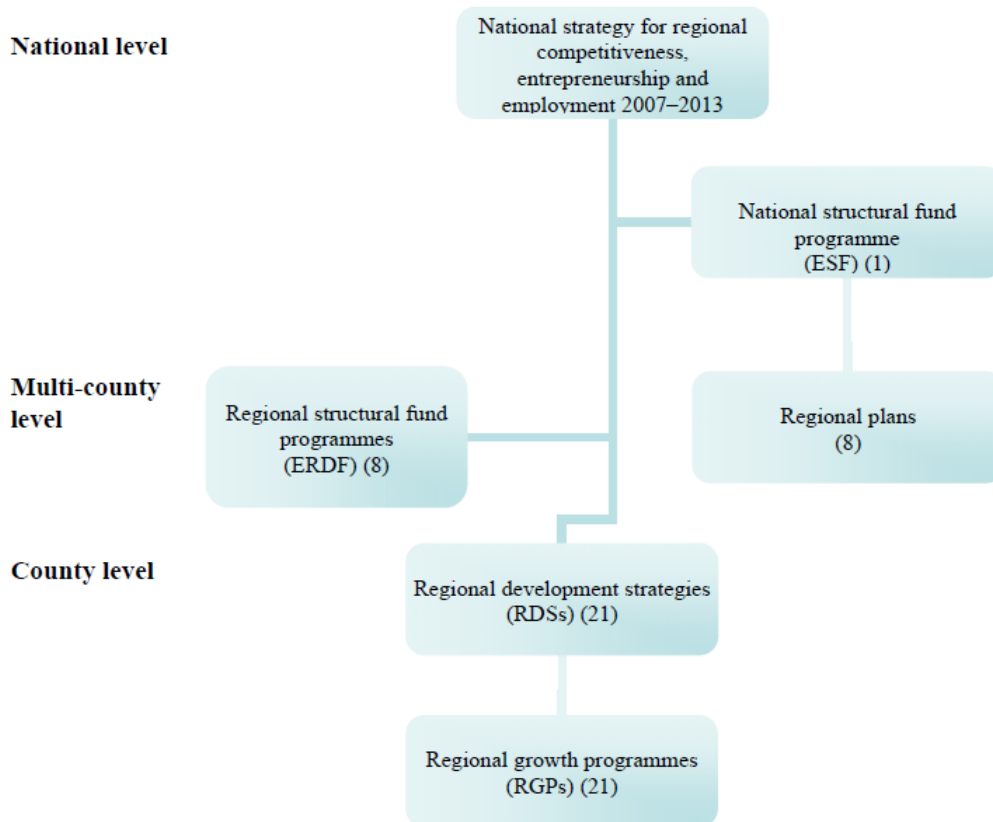 National level
National strategy for regional
competitiveness,
entrepreneurship and
employment 2007–2013
National structural fund
programme
(ESF) (1)
Multi-county
level
Regional structural fund
programmes
(ERDF) (8)
Regional plans
(8)
County level
Regional development strategies
(RDSs) (21)
Regional growth programmes
(RGPs) (21)